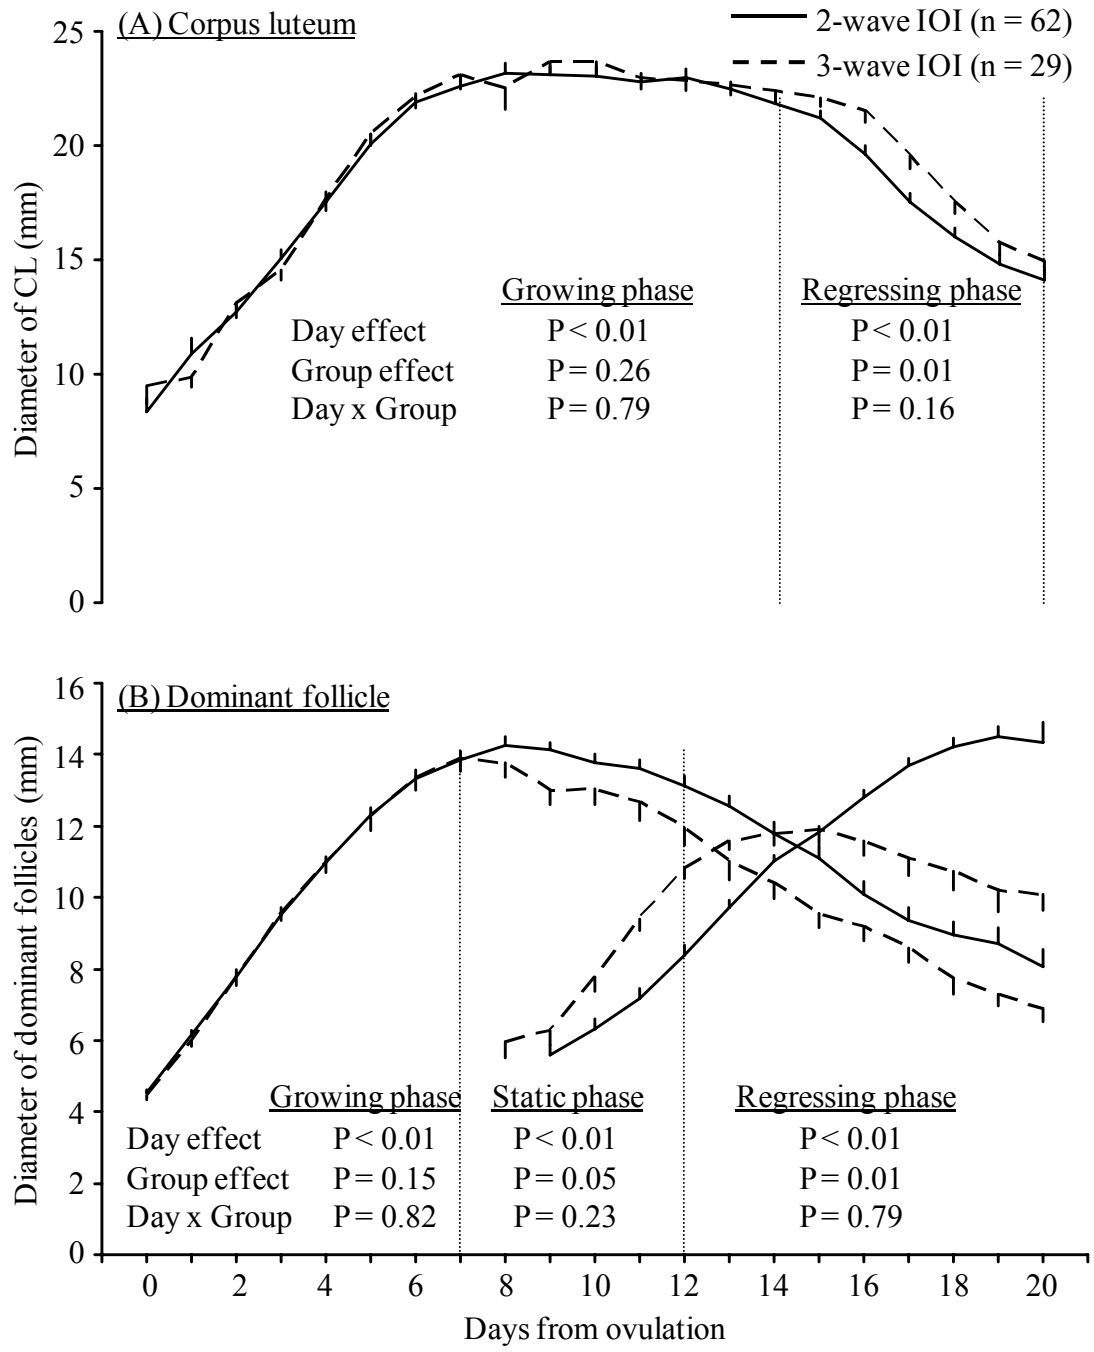 (A) Corpus luteum
2-wave IOI (n = 62)
3-wave IOI (n = 29)
Diameter of CL (mm)
25
20
15
10
5
0
Growing phase Regressing phase
Day effect P < 0.01 P < 0.01
Group effect P = 0.26 P = 0.01
Day x Group P = 0.79 P = 0.16
(B) Dominant follicle
Diameter of dominant follicles (mm)
16
14
12
10
8
6
4
2
0
Growing phase Static phase Regressing phase
Day effect P < 0.01 P < 0.01 P < 0.01
Group effect P = 0.15 P = 0.05 P = 0.01
Day x Group P = 0.82 P = 0.23 P = 0.79
0 2 4 6 8 10 12 14 16 18 20
Days from ovulation